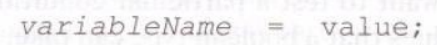 variableName = value;